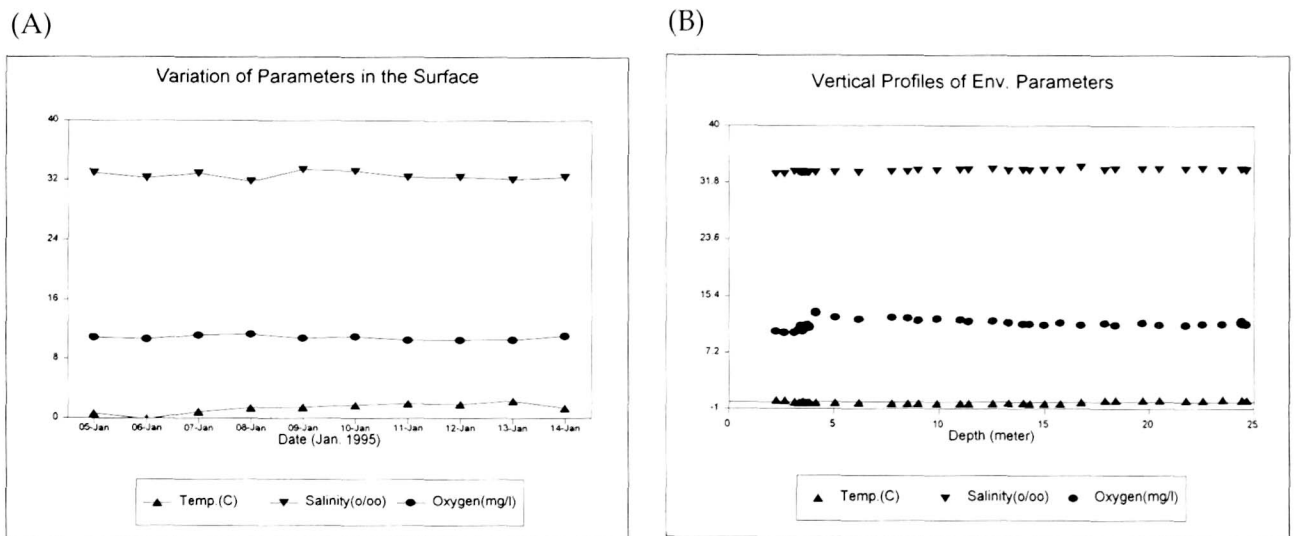 (A)
Variation of Parameters in the Surface
40
32
24
16
8
0
05-Jan 06-Jan 07-Jan 08-Jan 09-Jan 10-Jan 11-Jan 12-Jan 13-Jan 14-Jan
Date (Jan. 1995)
Temp.(C) Salinity(o/oo) Oxygen(mg/l)
(B)
Vertical Profiles of Env. Parameters
40
31.8
23.6
15.4
7.2
-1
0 5 10 15 20 25
Depth (meter)
Temp.(C) Salinity(o/oo) Oxygen(mg/l)